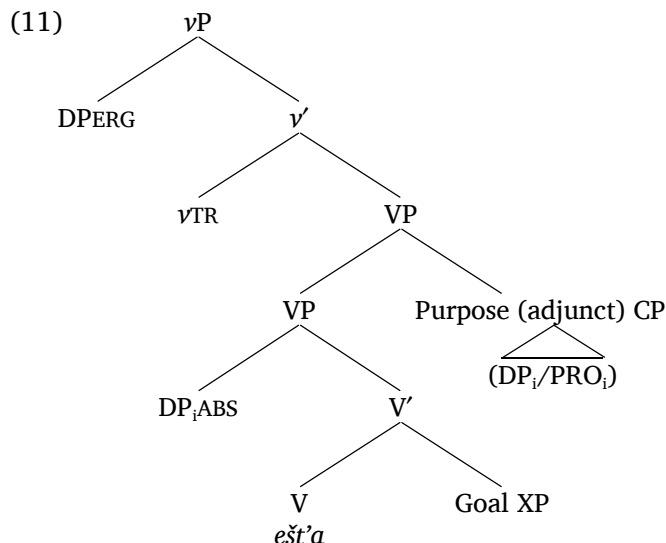 (11)
vP
DPERG v′
vTR VP
VP Purpose (adjunct) CP
(DPᵢ/PROᵢ)
DPᵢABS V′
V Goal XP
ešt’a